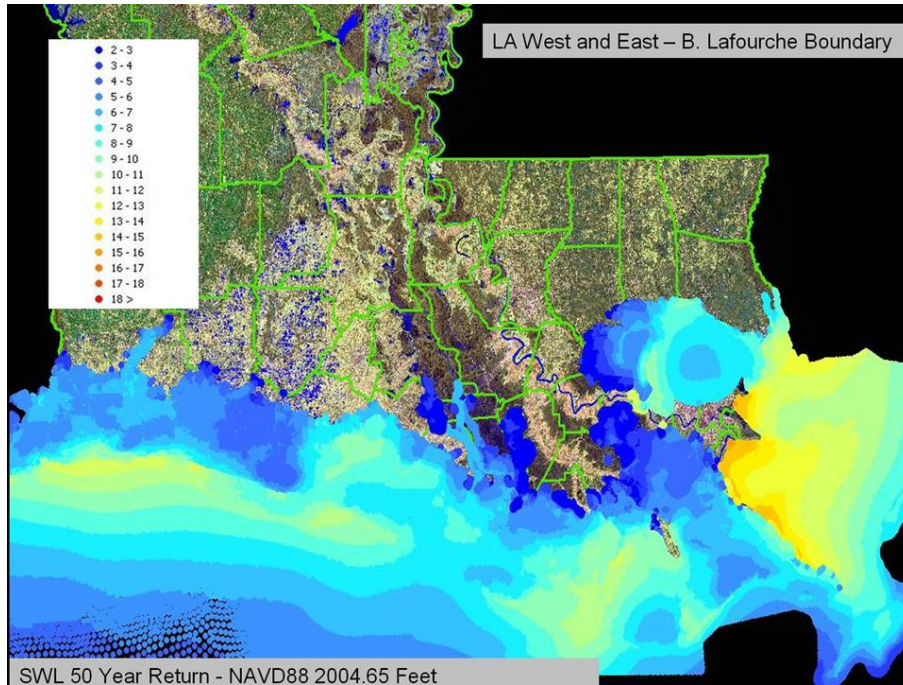 LA West and East – B. Lafourche Boundary
2 - 3
3 - 4
4 - 5
5 - 6
6 - 7
7 - 8
8 - 9
9 - 10
10 - 11
11 - 12
12 - 13
13 - 14
14 - 15
15 - 16
16 - 17
17 - 18
18 >
SWL 50 Year Return - NAVD88 2004.65 Feet